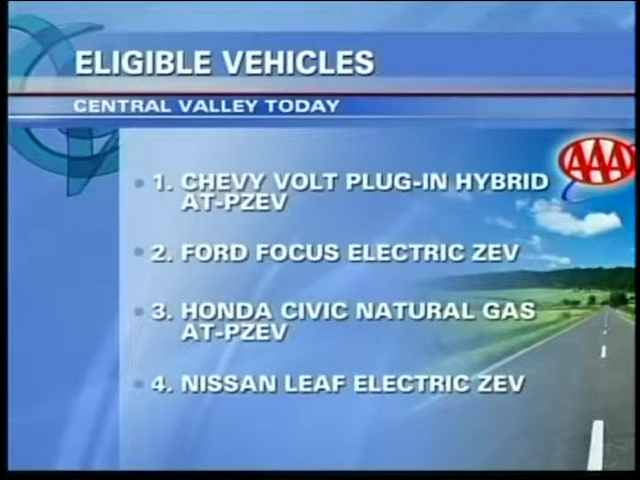 ELIGIBLE VEHICLES
CENTRAL VALLEY TODAY
AAA
1. CHEVY VOLT PLUG-IN HYBRID
AT-PZEV
2. FORD FOCUS ELECTRIC ZEV
3. HONDA CIVIC NATURAL GAS
AT-PZEV
4. NISSAN LEAF ELECTRIC ZEV